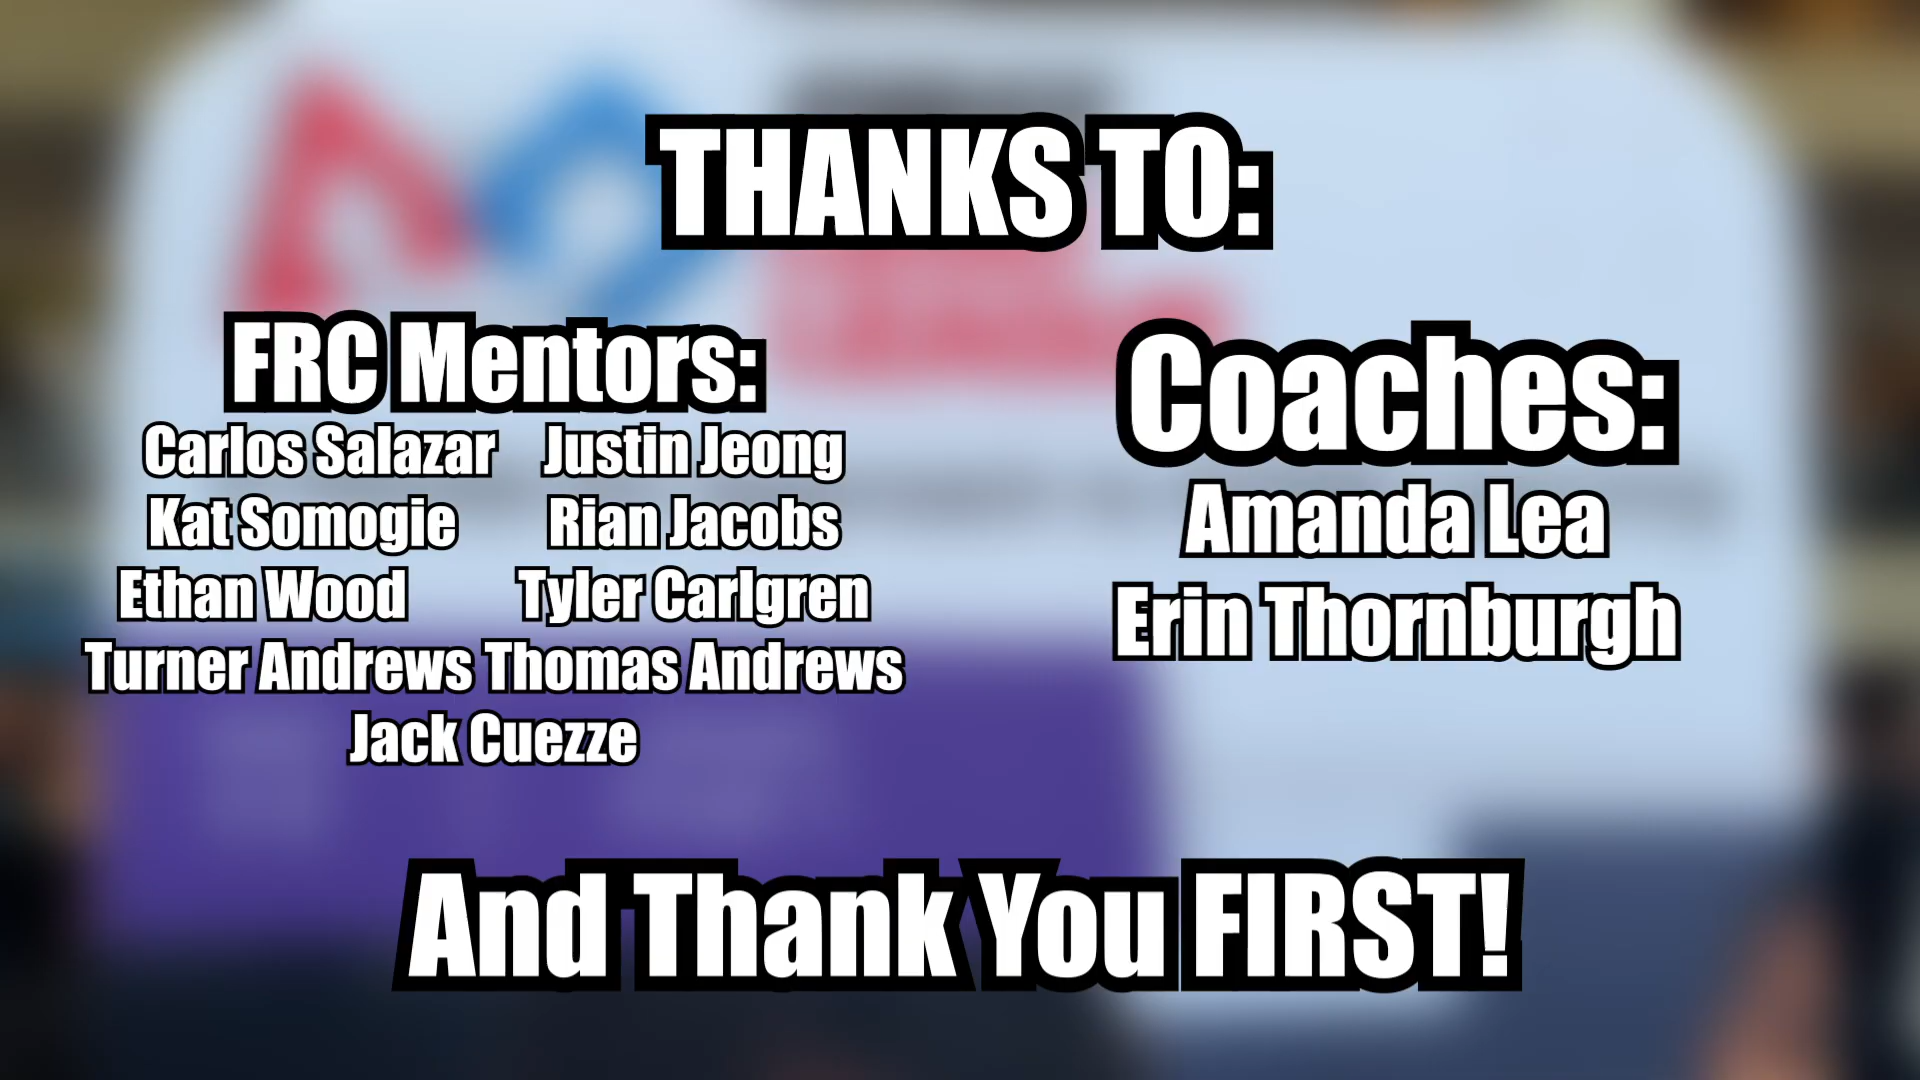 THANKS TO:
FRC Mentors:
Carlos Salazar Justin Jeong
Kat Somogie Rian Jacobs
Ethan Wood Tyler Carlgren
Turner Andrews Thomas Andrews
Jack Cuezze
Coaches:
Amanda Lea
Erin Thornburgh
And Thank You FIRST!